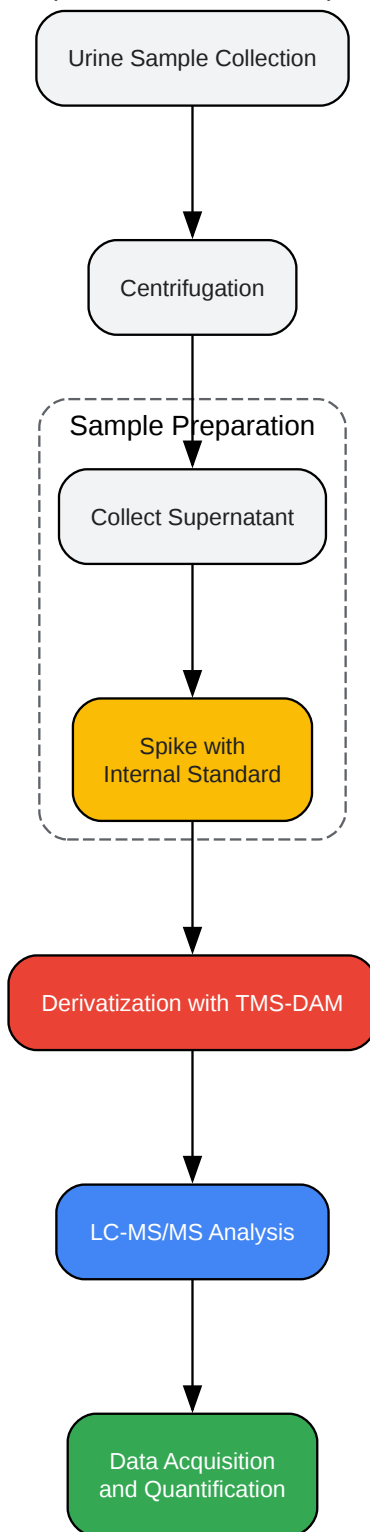 Urine Sample Collection
Centrifugation
Sample Preparation
Collect Supernatant
Spike with
Internal Standard
Derivatization with TMS-DAM
LC-MS/MS Analysis
Data Acquisition
and Quantification